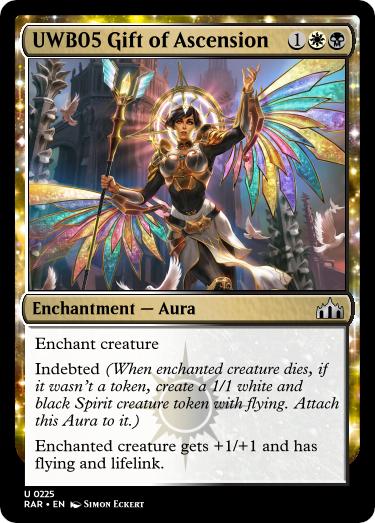 UWB05 Gift of Ascension 1
Enchantment — Aura
Enchant creature
Indebted (When enchanted creature dies, if
it wasn't a token, create a 1/1 white and
black Spirit creature token with flying. Attach
this Aura to it.)
Enchanted creature gets +1/+1 and has
flying and lifelink.
U 0225
RAR • EN Simon Eckert